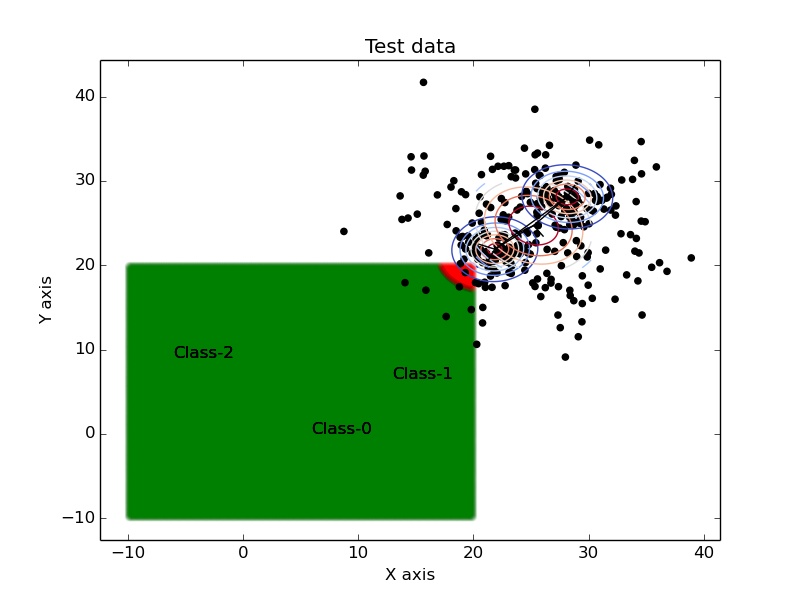 Test data
40
30
20
10
0
−10
Y axis
Class-2
Class-1
Class-0
−10 0 10 20 30 40
X axis